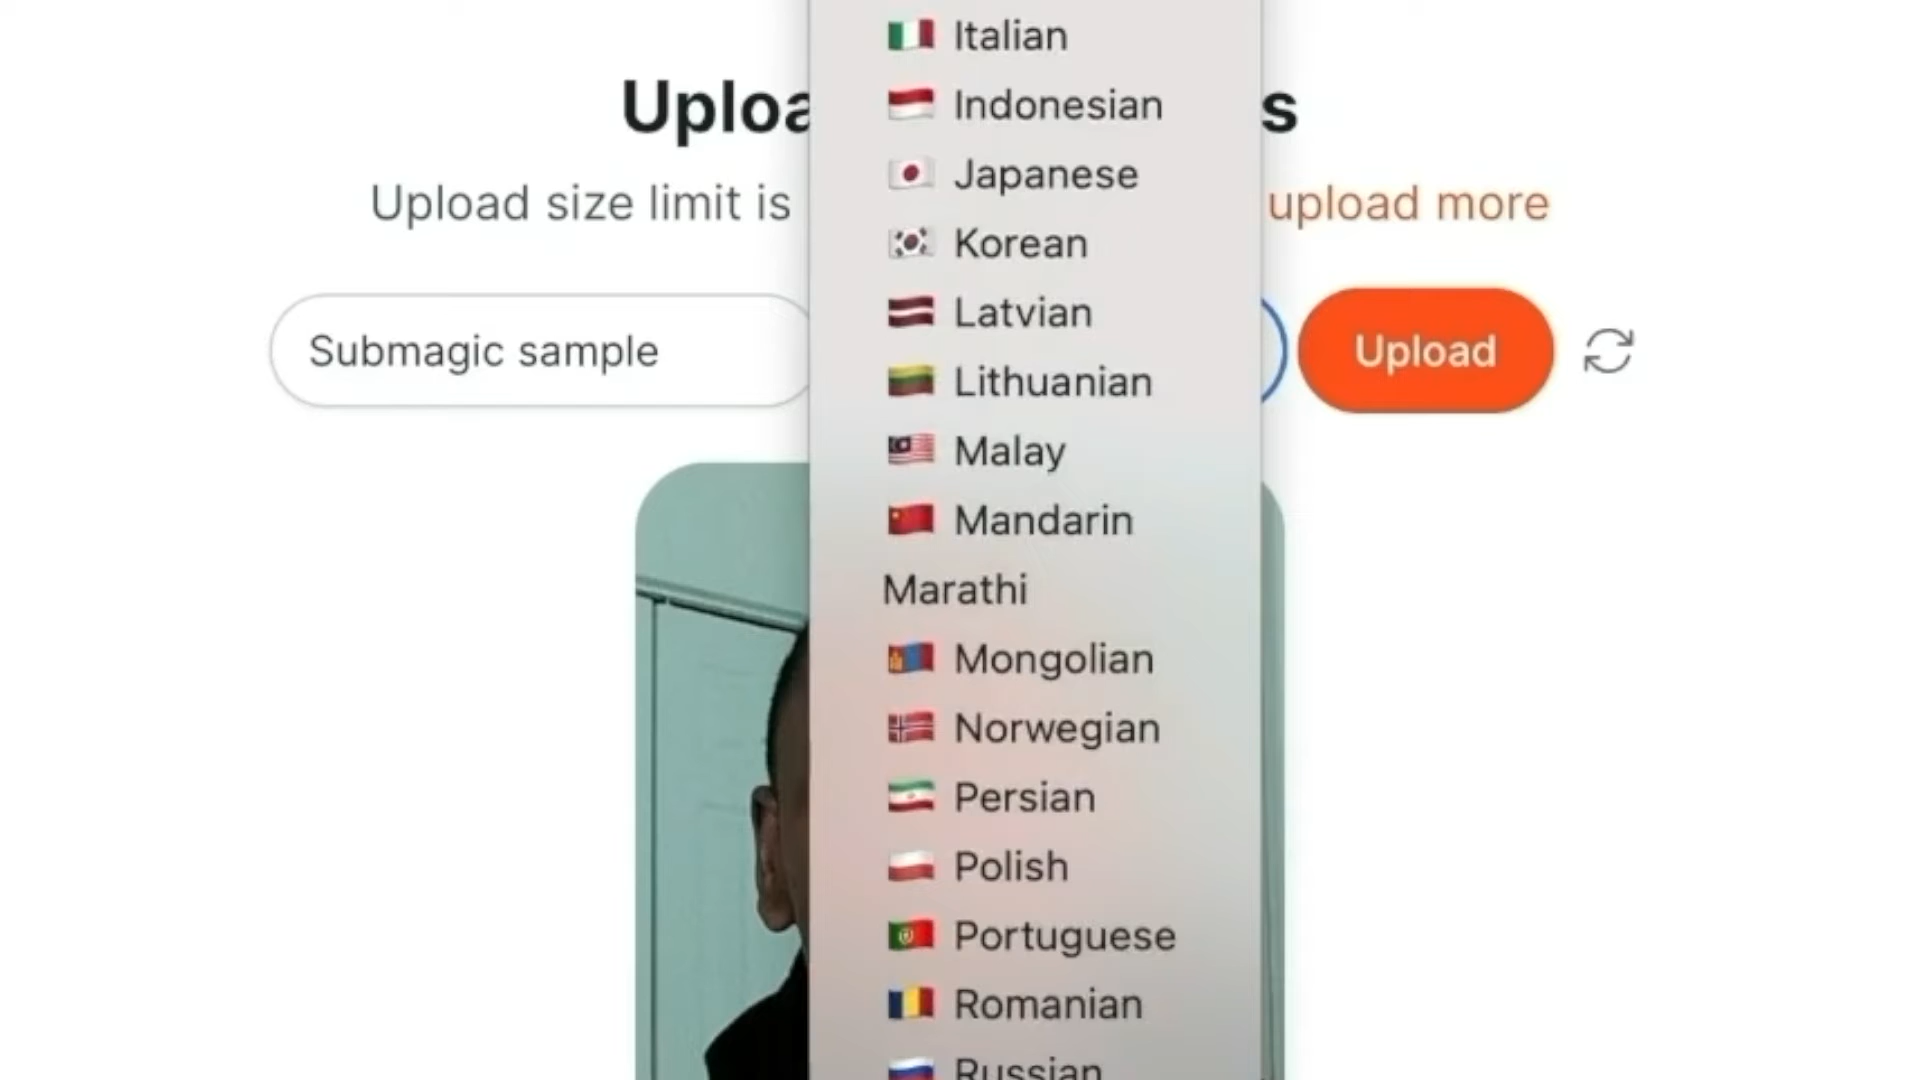 Italian
Uploa s
Indonesian
Japanese
Upload size limit is upload more
Korean
Latvian
Submagic sample
Upload
Lithuanian
Malay
Mandarin
Marathi
Mongolian
Norwegian
Persian
Polish
Portuguese
Romanian
Russian